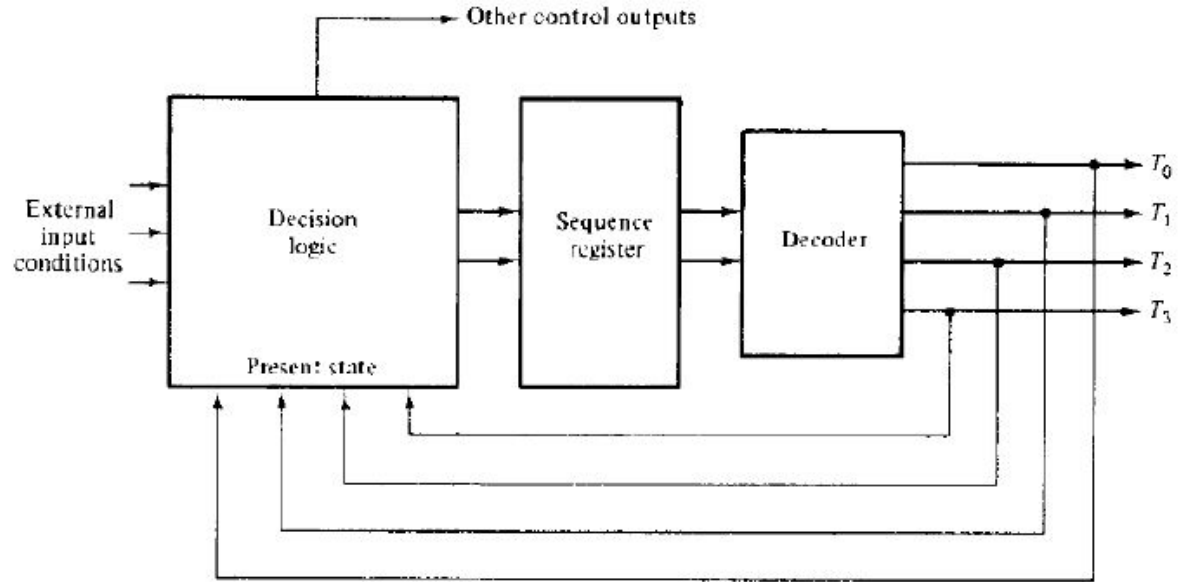 Other control outputs
External
input
conditions
Decision
logic
Present state
Sequence
register
Decoder
T0
T1
T2
T3